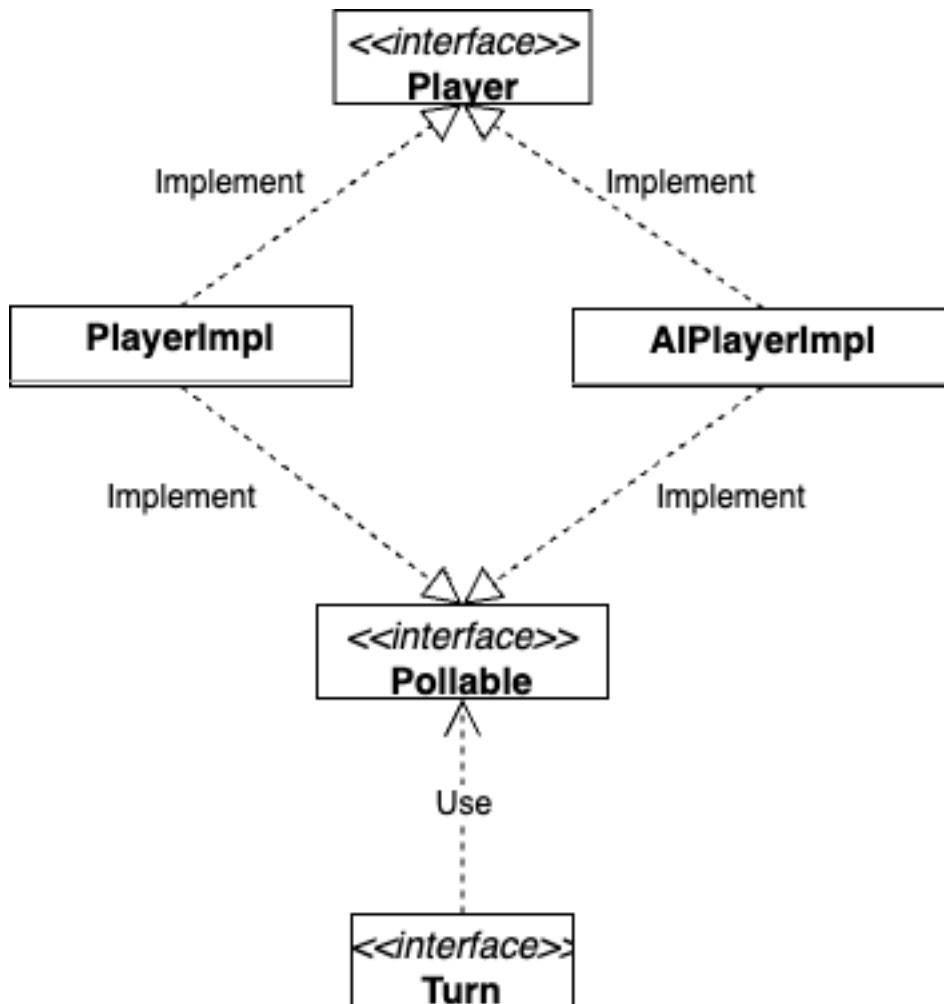 <<interface>>
Player
Implement
Implement
PlayerImpl
AIPlayerImpl
Implement
Implement
<<interface>>
Pollable
Use
<<interface>>
Turn